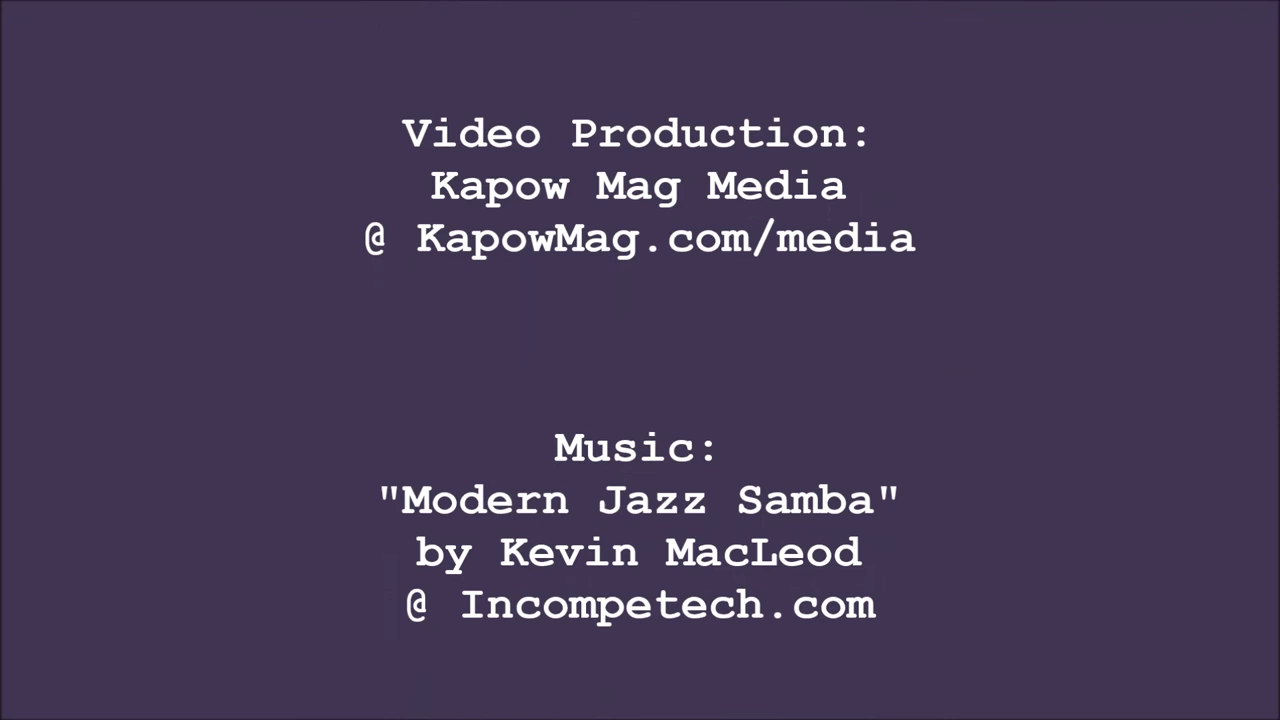 Video Production:
Kapow Mag Media
@ KapowMag.com/media
Music:
"Modern Jazz Samba"
by Kevin MacLeod
@ Incompetech.com